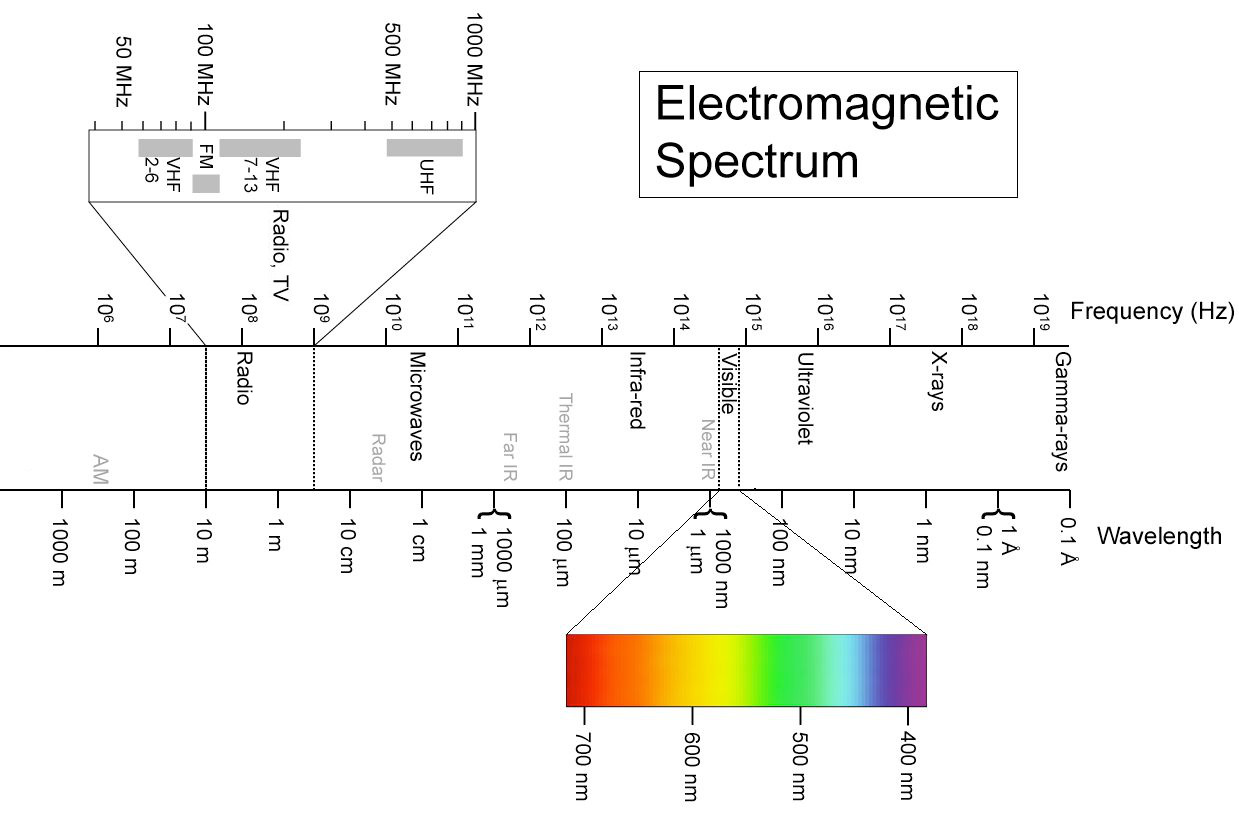 Electromagnetic
Spectrum
50 MHz
100 MHz
500 MHz
1000 MHz
VHF
2-6
FM
VHF
7-13
UHF
Radio, TV
10⁶
10⁷
10⁸
10⁹
10¹⁰
10¹¹
10¹²
10¹³
10¹⁴
10¹⁵
10¹⁶
10¹⁷
10¹⁸
10¹⁹
Frequency (Hz)
AM
Radio
Microwaves
Radar
Far IR
Thermal IR
Infra-red
Near IR
Visible
Ultraviolet
X-rays
Gamma-rays
1000 m
100 m
10 m
1 m
10 cm
1 cm
1000 µm
1 mm
100 µm
10 µm
1000 nm
1 µm
100 nm
10 nm
1 nm
1 Å
0.1 nm
0.1 Å
Wavelength
700 nm
600 nm
500 nm
400 nm